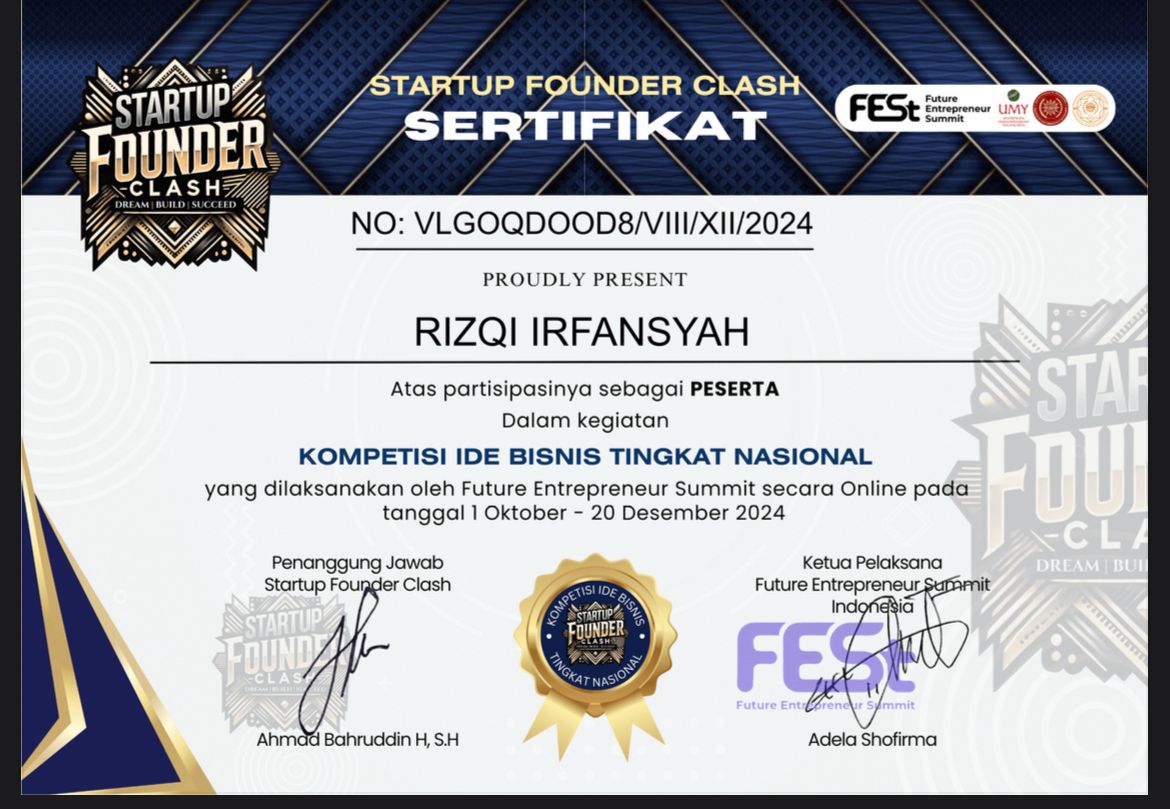 STARTUP FOUNDER CLASH
SERTIFIKAT
STARTUP
FOUNDER
CLASH
DREAM | BUILD | SUCCEED
FESt Future
Entrepreneur
Summit
UMY
NO: VLGOQDOOD8/VIII/XII/2024
PROUDLY PRESENT
RIZQI IRFANSYAH
Atas partisipasinya sebagai PESERTA
Dalam kegiatan
KOMPETISI IDE BISNIS TINGKAT NASIONAL
yang dilaksanakan oleh Future Entrepreneur Summit secara Online pada
tanggal 1 Oktober - 20 Desember 2024
STAR
FOU
CLA
DREAM | BUI
Penanggung Jawab
Startup Founder Clash
STARTUP
FOUNDER
CLASH
DREAM | BUILD | SUCCEED
Ahmad Bahruddin H, S.H
KOMPETISI IDE BISNIS
STARTUP
FOUNDER
CLASH
TINGKAT NASIONAL
Ketua Pelaksana
Future Entrepreneur Summit
Indonesia
FESt
Future Entrepreneur Summit
Adela Shofirma